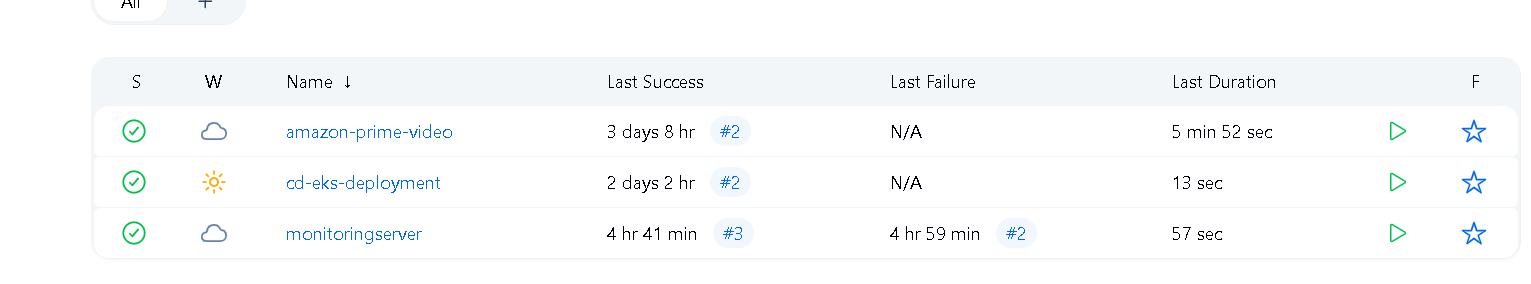 All +
S W Name ↓ Last Success Last Failure Last Duration F
amazon-prime-video 3 days 8 hr #2 N/A 5 min 52 sec
cd-eks-deployment 2 days 2 hr #2 N/A 13 sec
monitoringserver 4 hr 41 min #3 4 hr 59 min #2 57 sec